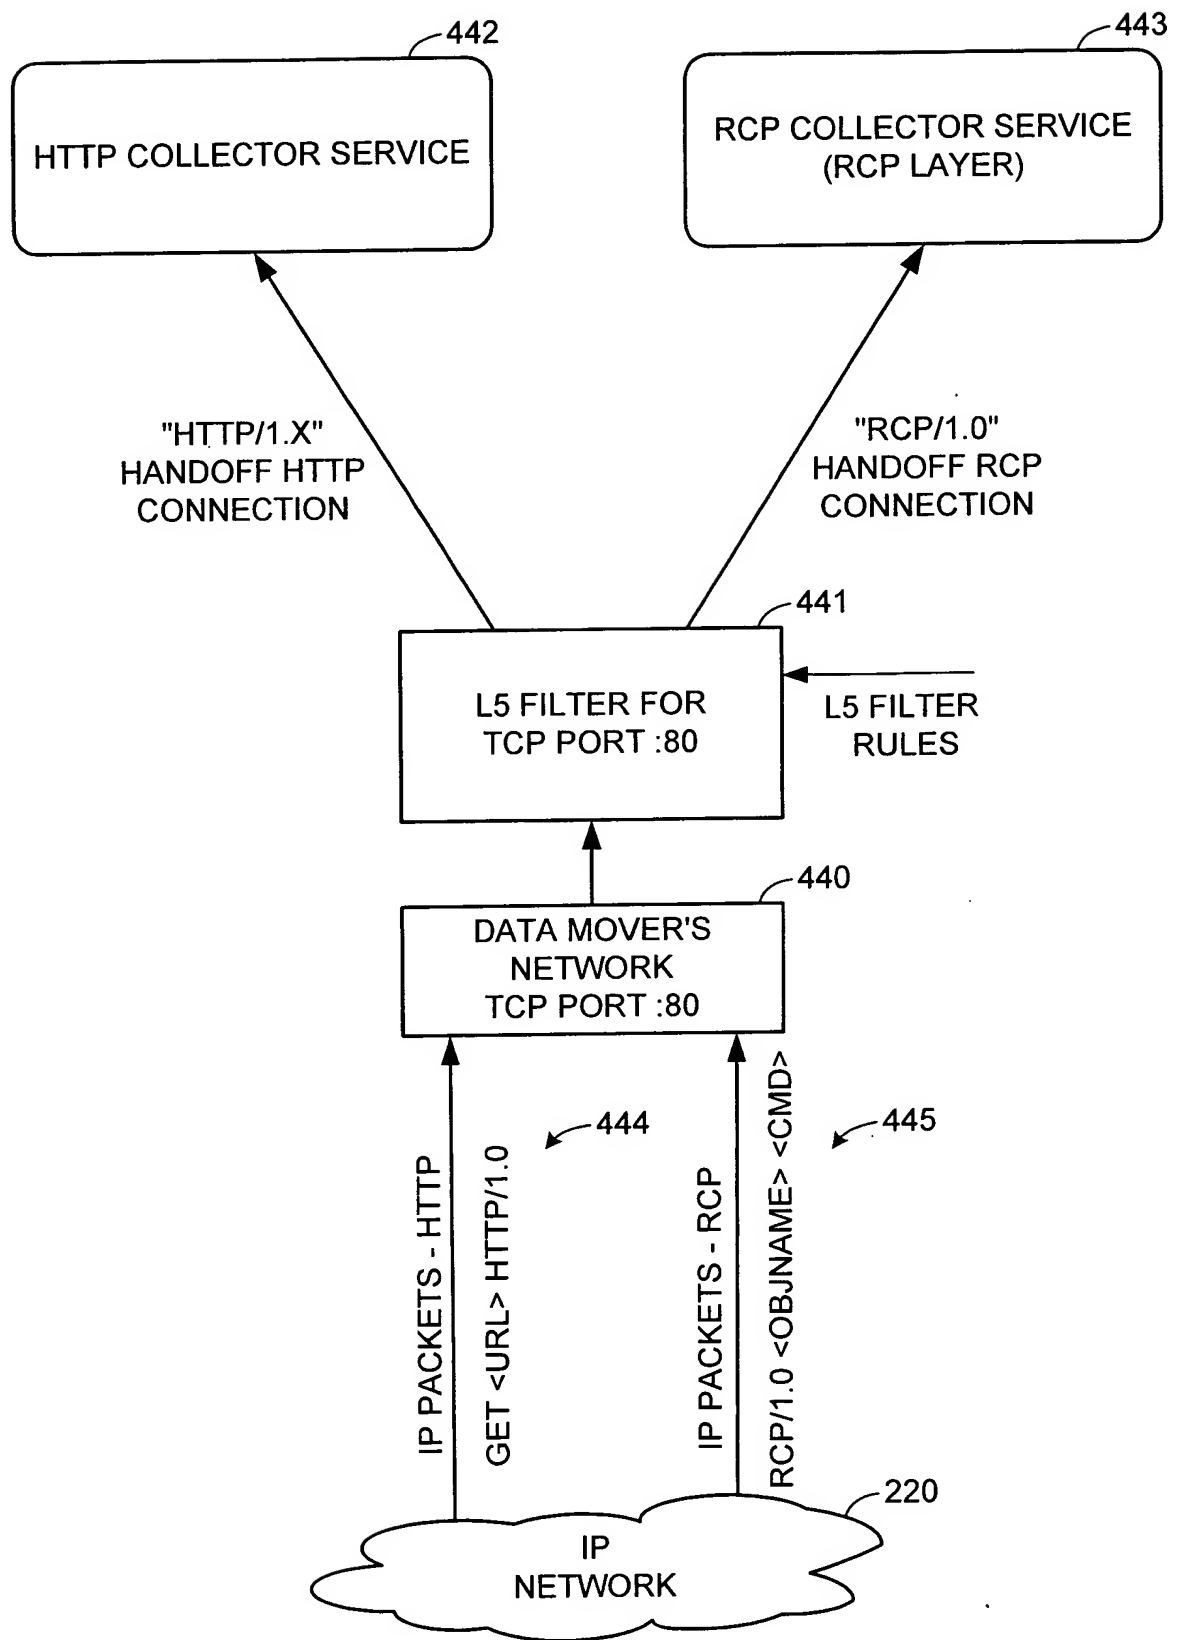 442
443
HTTP COLLECTOR SERVICE
RCP COLLECTOR SERVICE
(RCP LAYER)
"HTTP/1.X"
HANDOFF HTTP
CONNECTION
"RCP/1.0"
HANDOFF RCP
CONNECTION
441
L5 FILTER FOR
TCP PORT :80
L5 FILTER
RULES
440
DATA MOVER'S
NETWORK
TCP PORT :80
IP PACKETS - HTTP
GET <URL> HTTP/1.0
444
IP PACKETS - RCP
RCP/1.0 <OBJNAME> <CMD>
445
220
IP
NETWORK